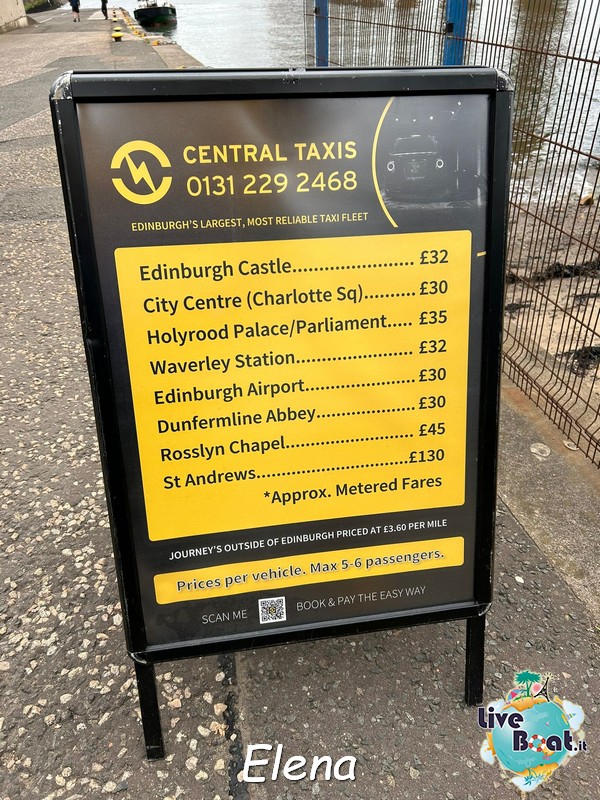 CENTRAL TAXIS
0131 229 2468
EDINBURGH'S LARGEST, MOST RELIABLE TAXI FLEET
Edinburgh Castle........................ £32
City Centre (Charlotte Sq).......... £30
Holyrood Palace/Parliament..... £35
Waverley Station....................... £32
Edinburgh Airport...................... £30
Dunfermline Abbey.................... £30
Rosslyn Chapel.......................... £45
St Andrews................................£130
*Approx. Metered Fares
JOURNEY'S OUTSIDE OF EDINBURGH PRICED AT £3.60 PER MILE
Prices per vehicle. Max 5-6 passengers.
SCAN ME BOOK & PAY THE EASY WAY
Live
Boat.it
Elena